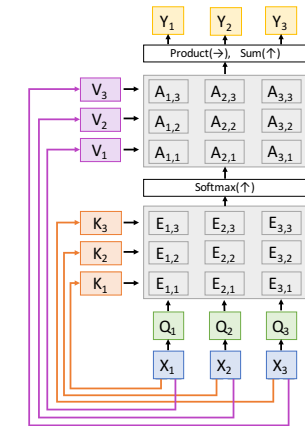 Y1 Y2 Y3
Product(→), Sum(↑)
V3 A1,3 A2,3 A3,3
V2 A1,2 A2,2 A3,2
V1 A1,1 A2,1 A3,1
Softmax(↑)
K3 E1,3 E2,3 E3,3
K2 E1,2 E2,2 E3,2
K1 E1,1 E2,1 E3,1
Q1 Q2 Q3
X1 X2 X3